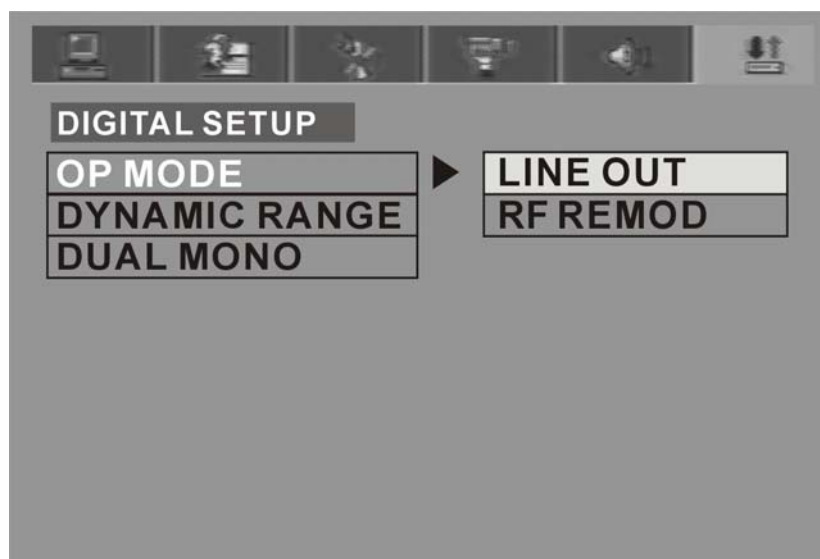 DIGITAL SETUP
OP MODE
LINE OUT
DYNAMIC RANGE
RF REMOD
DUAL MONO